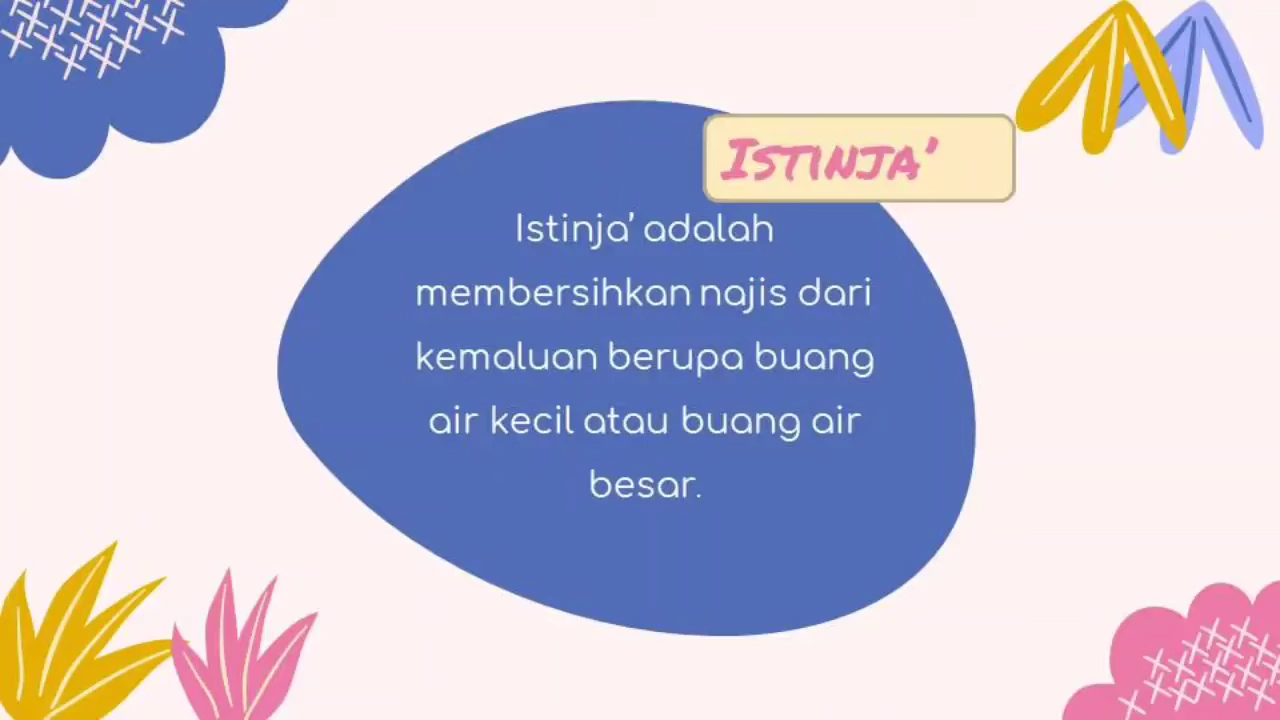 ISTINJA’
Istinja’ adalah
membersihkan najis dari
kemaluan berupa buang
air kecil atau buang air
besar.